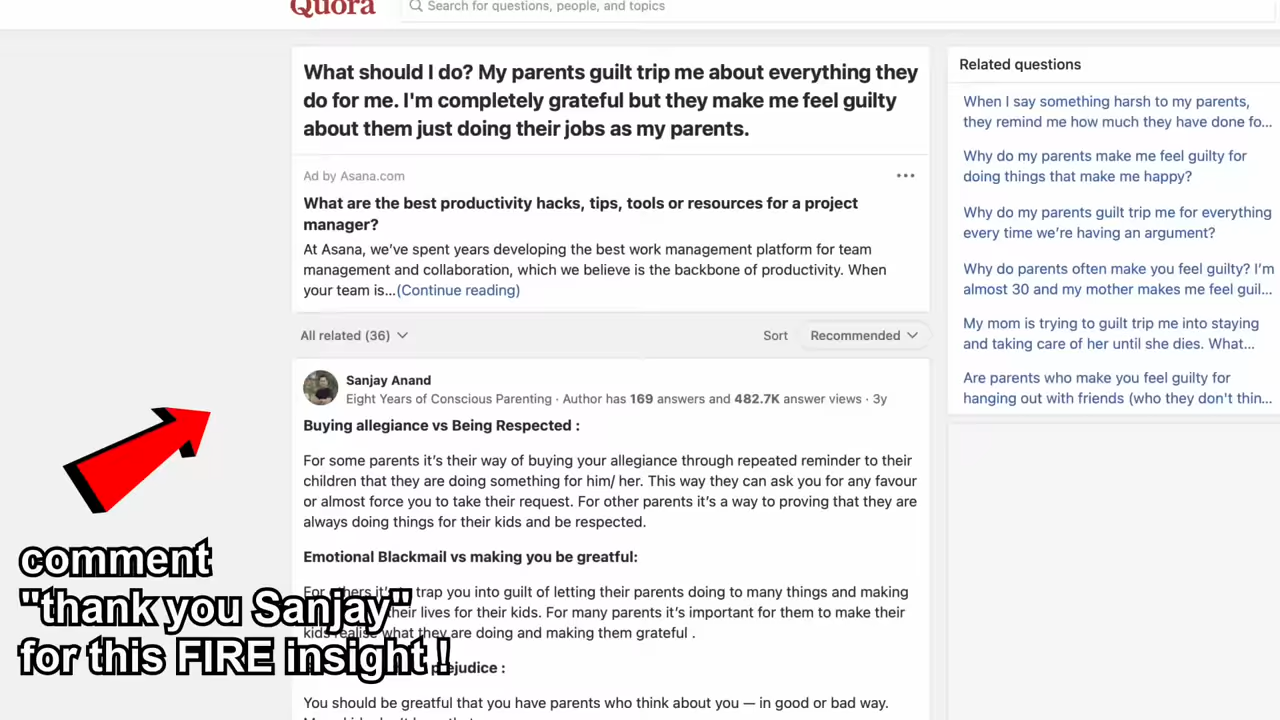 Quora
Search for questions, people, and topics
What should I do? My parents guilt trip me about everything they
do for me. I'm completely grateful but they make me feel guilty
about them just doing their jobs as my parents.
Ad by Asana.com
What are the best productivity hacks, tips, tools or resources for a project
manager?
At Asana, we've spent years developing the best work management platform for team
management and collaboration, which we believe is the backbone of productivity. When
your team is...(Continue reading)
All related (36)
Sort
Recommended
Sanjay Anand
Eight Years of Conscious Parenting · Author has 169 answers and 482.7K answer views · 3y
Buying allegiance vs Being Respected :
For some parents it's their way of buying your allegiance through repeated reminder to their
children that they are doing something for him/ her. This way they can ask you for any favour
or almost force you to take their request. For other parents it's a way to proving that they are
always doing things for their kids and be respected.
Emotional Blackmail vs making you be greatful:
For others it's trap you into guilt of letting their parents doing to many things and making
their lives for their kids. For many parents it's important for them to make their
kids realise what they are doing and making them grateful .
prejudice :
You should be greatful that you have parents who think about you — in good or bad way.
Related questions
When I say something harsh to my parents,
they remind me how much they have done fo...
Why do my parents make me feel guilty for
doing things that make me happy?
Why do my parents guilt trip me for everything
every time we're having an argument?
Why do parents often make you feel guilty? I'm
almost 30 and my mother makes me feel guil...
My mom is trying to guilt trip me into staying
and taking care of her until she dies. What...
Are parents who make you feel guilty for
hanging out with friends (who they don't thin...
comment
"thank you Sanjay"
for this FIRE insight !